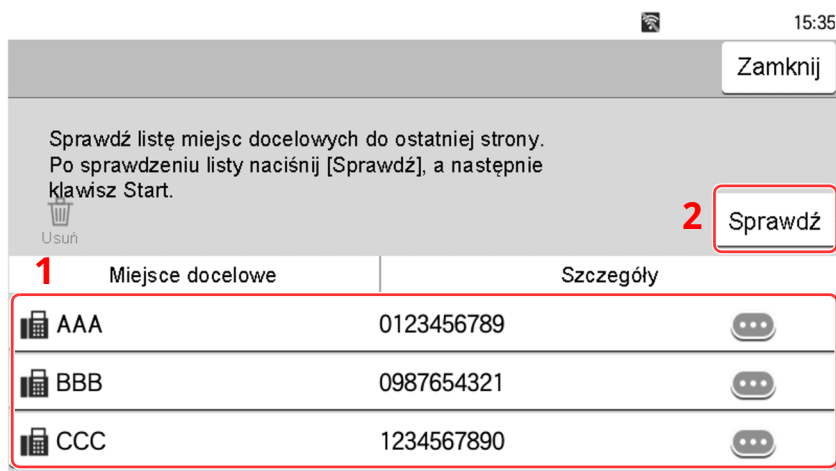 15:35
Zamknij
Sprawdź listę miejsc docelowych do ostatniej strony.
Po sprawdzeniu listy naciśnij [Sprawdź], a następnie
klawisz Start.
Usuń
2 Sprawdź
1 Miejsce docelowe Szczegóły
AAA 0123456789
BBB 0987654321
CCC 1234567890